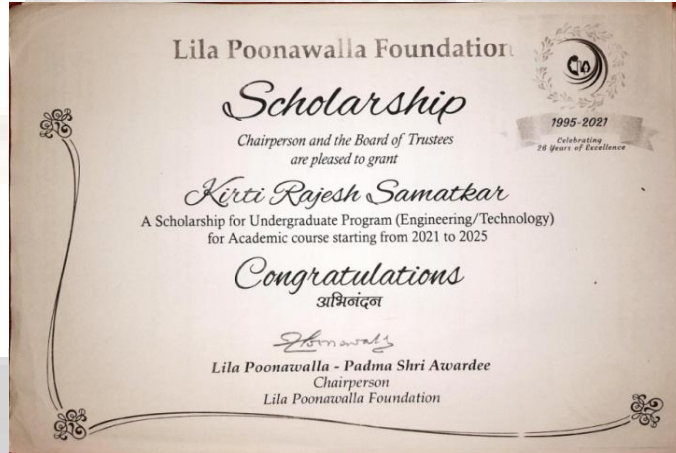 Lila Poonawalla Foundation
1995-2021
Celebrating
26 Years of Excellence
Scholarship
Chairperson and the Board of Trustees
are pleased to grant
Kirti Rajesh Samatkar
A Scholarship for Undergraduate Program (Engineering/Technology)
for Academic course starting from 2021 to 2025
Congratulations
अभिनंदन
Lila Poonawalla - Padma Shri Awardee
Chairperson
Lila Poonawalla Foundation